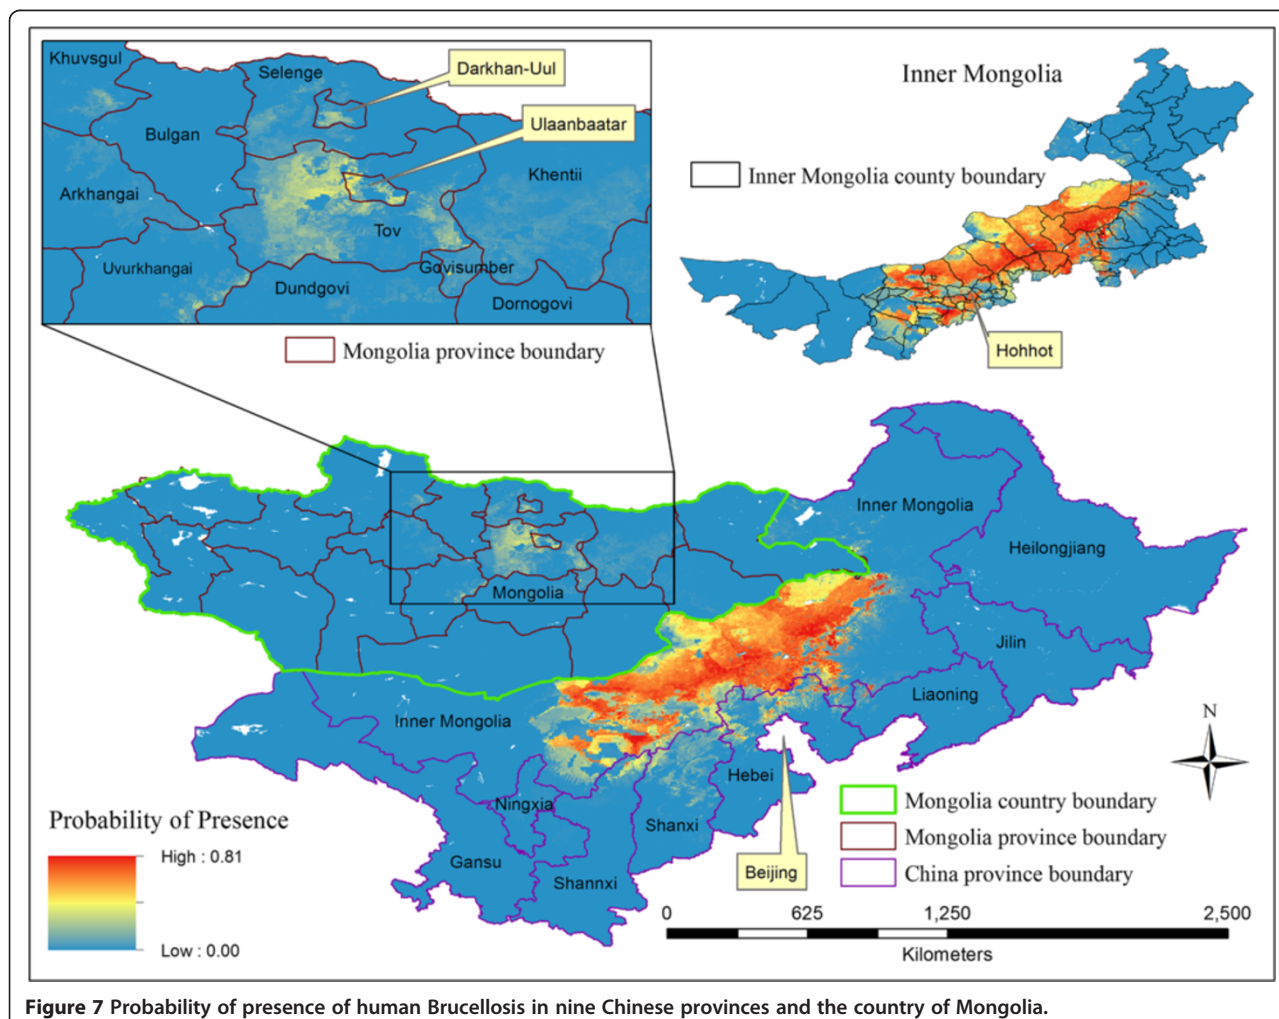 Khuvsgul
Selenge
Darkhan-Uul
Bulgan
Ulaanbaatar
Arkhangai
Khentii
Tov
Uvurkhangai
Govisumber
Dundgovi
Dornogovi
Mongolia province boundary
Inner Mongolia
Inner Mongolia county boundary
Hohhot
Inner Mongolia
Heilongjiang
Mongolia
Jilin
Liaoning
Inner Mongolia
Hebei
Ningxia
Shanxi
Gansu
Shannxi
Beijing
N
Probability of Presence
High : 0.81
Low : 0.00
Mongolia country boundary
Mongolia province boundary
China province boundary
0 625 1,250 2,500
Kilometers
Figure 7 Probability of presence of human Brucellosis in nine Chinese provinces and the country of Mongolia.